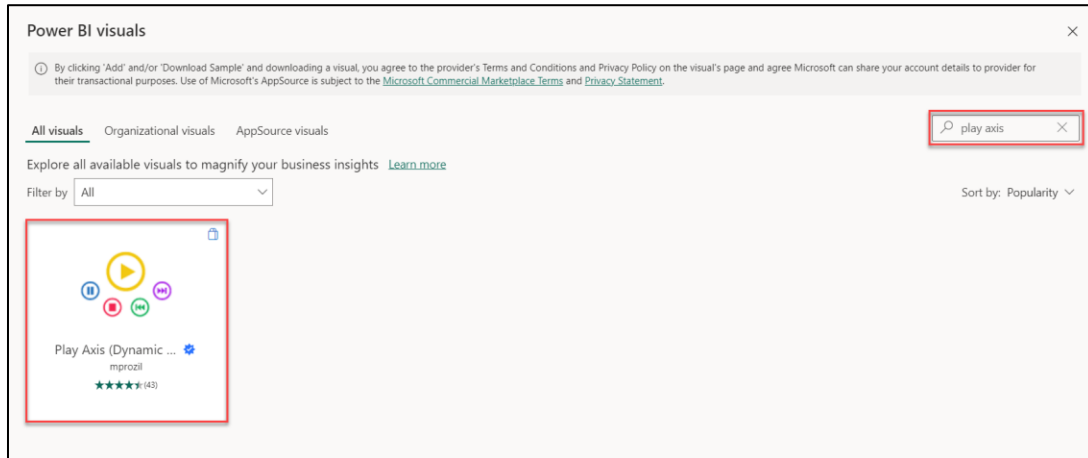 Power BI visuals
By clicking 'Add' and/or 'Download Sample' and downloading a visual, you agree to the provider's Terms and Conditions and Privacy Policy on the visual's page and agree Microsoft can share your account details to provider for
their transactional purposes. Use of Microsoft's AppSource is subject to the Microsoft Commercial Marketplace Terms and Privacy Statement.
All visuals Organizational visuals AppSource visuals
play axis
Explore all available visuals to magnify your business insights Learn more
Filter by All
Sort by: Popularity
Play Axis (Dynamic ...
mprozil
(43)